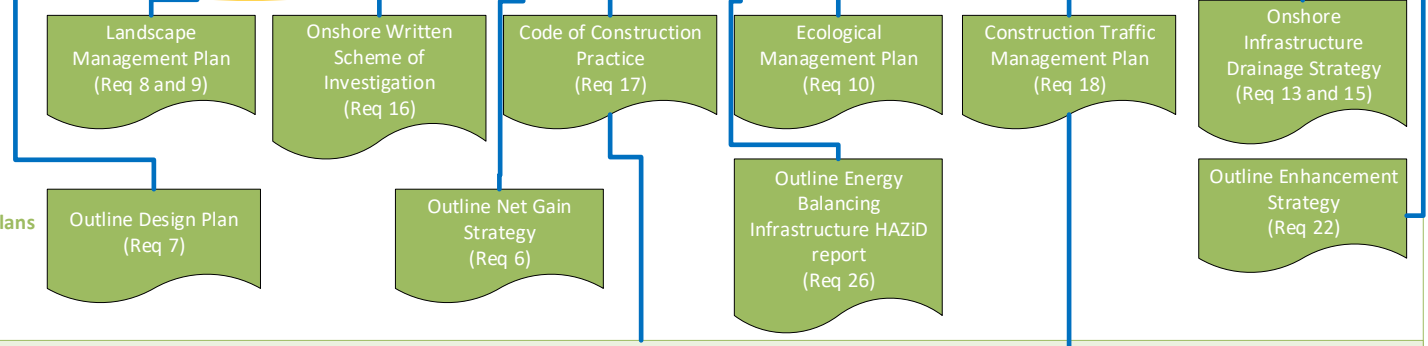 Landscape
Management Plan
(Req 8 and 9)
Onshore Written
Scheme of
Investigation
(Req 16)
Code of Construction
Practice
(Req 17)
Ecological
Management Plan
(Req 10)
Construction Traffic
Management Plan
(Req 18)
Onshore
Infrastructure
Drainage Strategy
(Req 13 and 15)
lans
Outline Design Plan
(Req 7)
Outline Net Gain
Strategy
(Req 6)
Outline Energy
Balancing
Infrastructure HAZiD
report
(Req 26)
Outline Enhancement
Strategy
(Req 22)